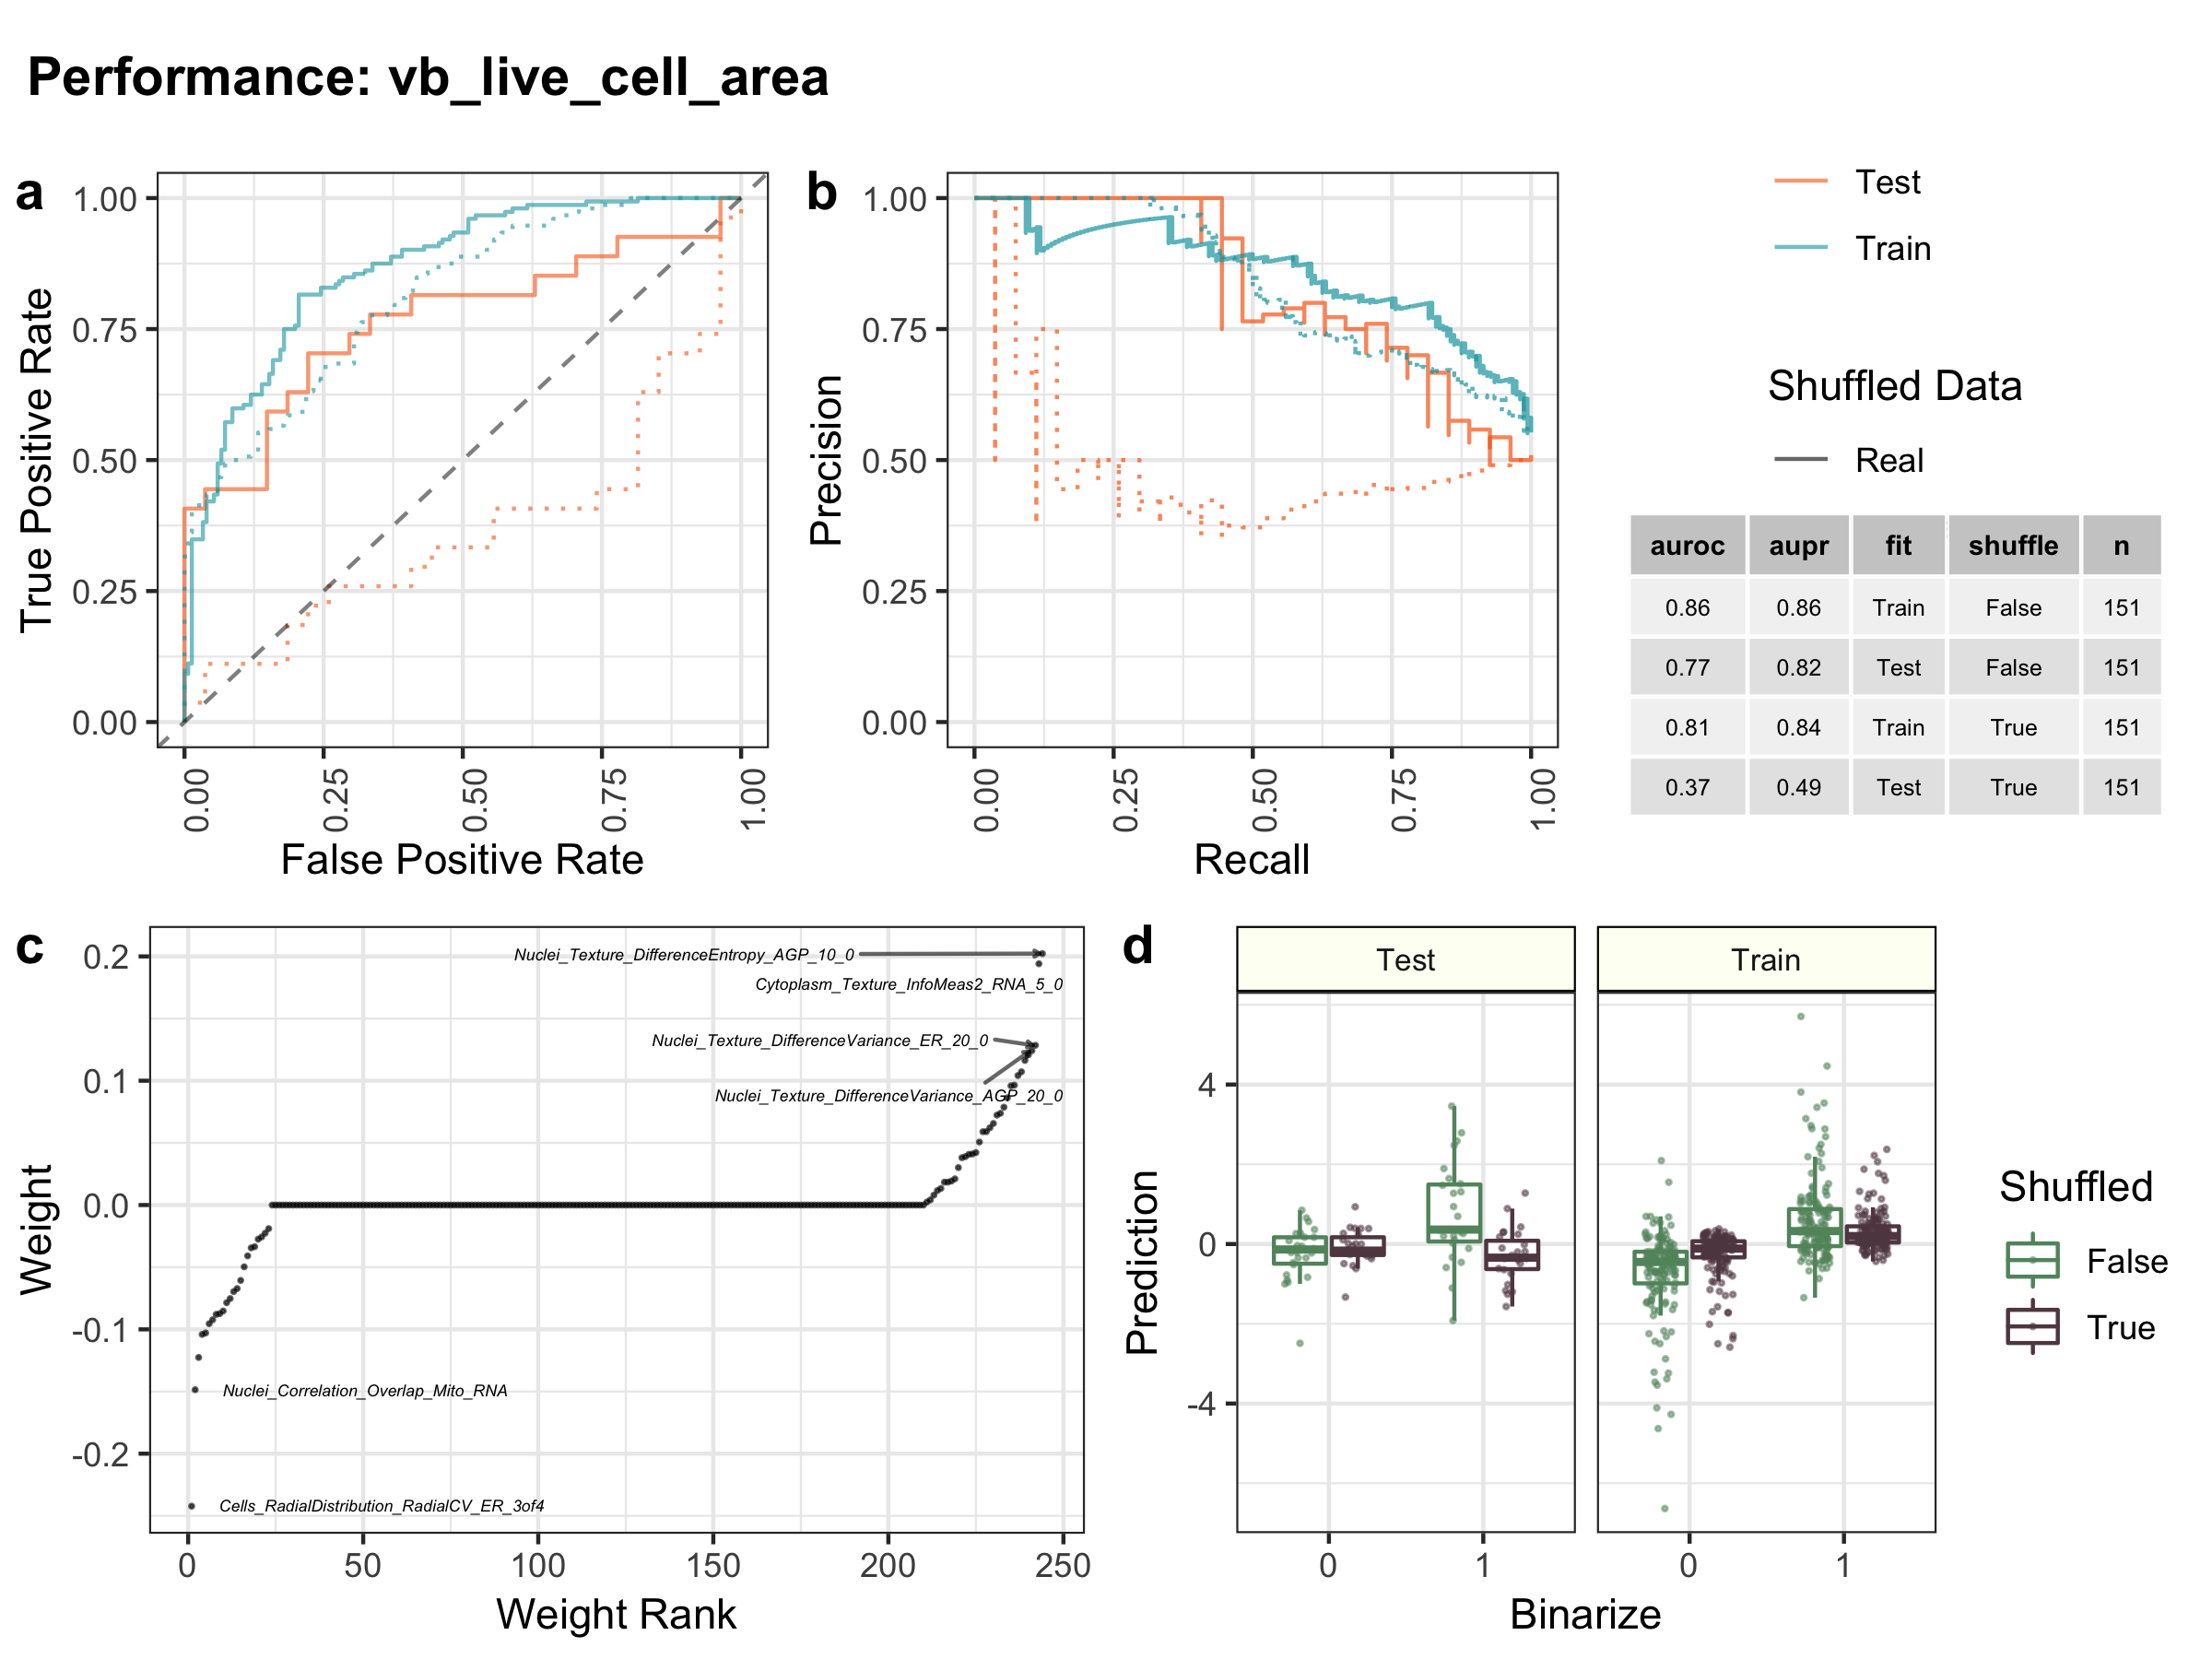 Performance: vb_live_cell_area
a
1.00
0.75
0.50
0.25
0.00
True Positive Rate
0.00
0.25
0.50
0.75
1.00
False Positive Rate
b
1.00
0.75
0.50
0.25
0.00
Precision
0.00
0.25
0.50
0.75
1.00
Recall
Test
Train
Shuffled Data
Real
auroc aupr fit shuffle n
0.86 0.86 Train False 151
0.77 0.82 Test False 151
0.81 0.84 Train True 151
0.37 0.49 Test True 151
c
0.2
0.1
0.0
-0.1
-0.2
Weight
Nuclei_Texture_DifferenceEntropy_AGP_10_0
Cytoplasm_Texture_InfoMeas2_RNA_5_0
Nuclei_Texture_DifferenceVariance_ER_20_0
Nuclei_Texture_DifferenceVariance_AGP_20_0
Nuclei_Correlation_Overlap_Mito_RNA
Cells_RadialDistribution_RadialCV_ER_3of4
0 50 100 150 200 250
Weight Rank
d
Test Train
4
0
-4
Prediction
0 1 0 1
Binarize
Shuffled
False
True